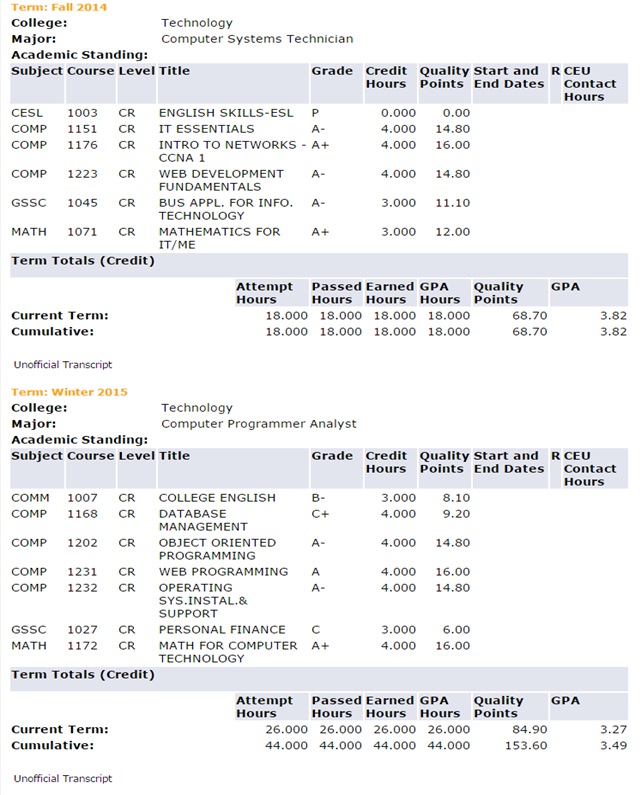 Term: Fall 2014
College: Technology
Major: Computer Systems Technician
Academic Standing:
Subject Course Level Title Grade Credit Hours Quality Points Start and End Dates R CEU Contact Hours
CESL 1003 CR ENGLISH SKILLS-ESL P 0.000 0.00
COMP 1151 CR IT ESSENTIALS A- 4.000 14.80
COMP 1176 CR INTRO TO NETWORKS - CCNA 1 A+ 4.000 16.00
COMP 1223 CR WEB DEVELOPMENT FUNDAMENTALS A- 4.000 14.80
GSSC 1045 CR BUS APPL. FOR INFO. TECHNOLOGY A- 3.000 11.10
MATH 1071 CR MATHEMATICS FOR IT/ME A+ 3.000 12.00
Term Totals (Credit)
Attempt Hours Passed Hours Earned Hours GPA Hours Quality Points GPA
Current Term: 18.000 18.000 18.000 18.000 68.70 3.82
Cumulative: 18.000 18.000 18.000 18.000 68.70 3.82
Unofficial Transcript
Term: Winter 2015
College: Technology
Major: Computer Programmer Analyst
Academic Standing:
Subject Course Level Title Grade Credit Hours Quality Points Start and End Dates R CEU Contact Hours
COMM 1007 CR COLLEGE ENGLISH B- 3.000 8.10
COMP 1168 CR DATABASE MANAGEMENT C+ 4.000 9.20
COMP 1202 CR OBJECT ORIENTED PROGRAMMING A- 4.000 14.80
COMP 1231 CR WEB PROGRAMMING A 4.000 16.00
COMP 1232 CR OPERATING SYS.INSTAL.& SUPPORT A- 4.000 14.80
GSSC 1027 CR PERSONAL FINANCE C 3.000 6.00
MATH 1172 CR MATH FOR COMPUTER TECHNOLOGY A+ 4.000 16.00
Term Totals (Credit)
Attempt Hours Passed Hours Earned Hours GPA Hours Quality Points GPA
Current Term: 26.000 26.000 26.000 26.000 84.90 3.27
Cumulative: 44.000 44.000 44.000 44.000 153.60 3.49
Unofficial Transcript